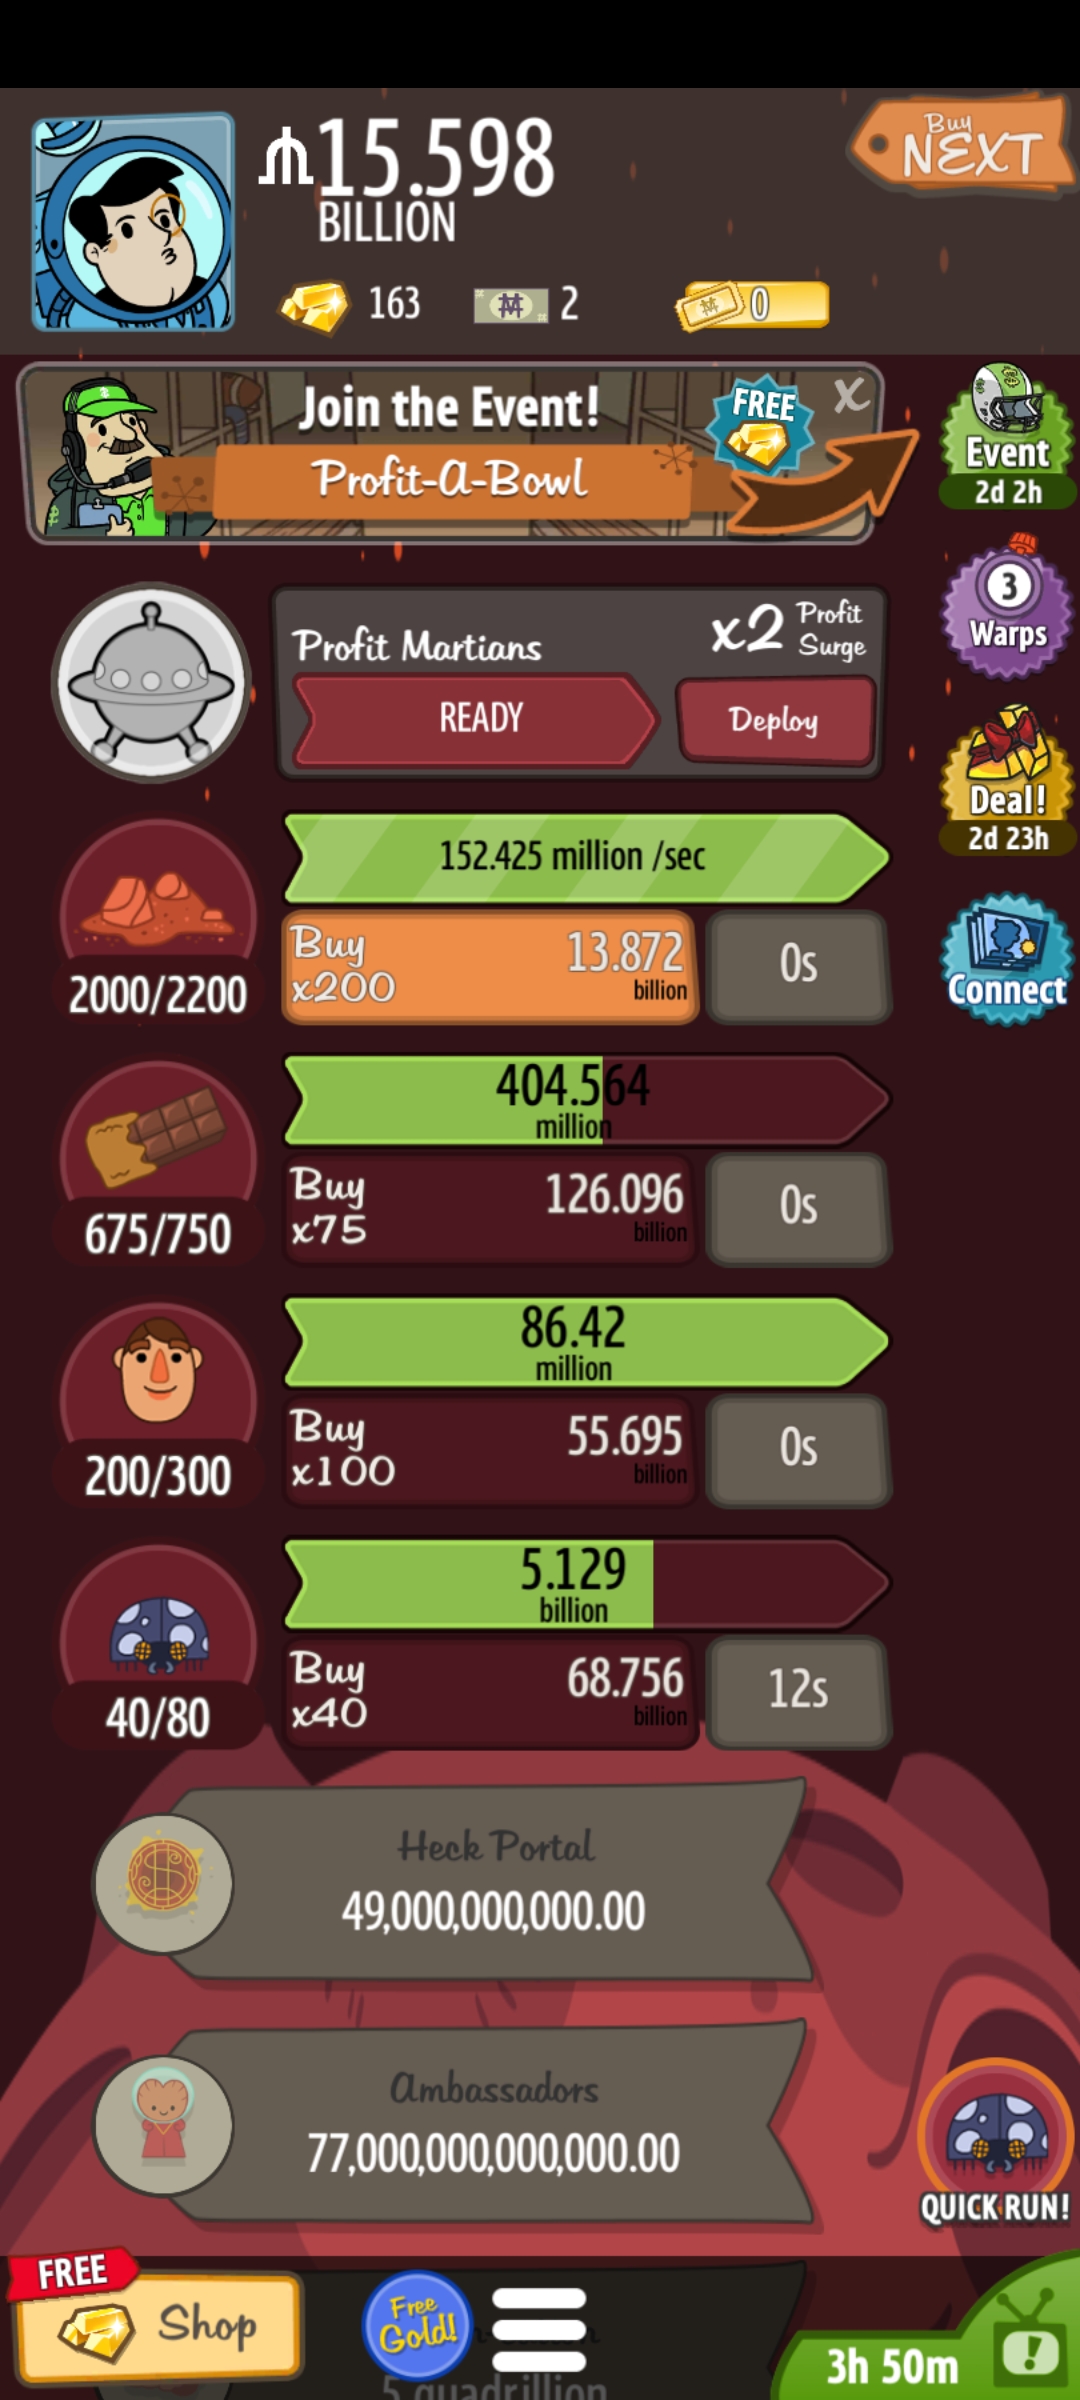 15.598
BILLION
Buy
NEXT
163
2
0
Join the Event!
Profit-A-Bowl
FREE
X
Event
2d 2h
3
Warps
Profit Martians
x2 Profit
Surge
READY
Deploy
Deal!
2d 23h
152.425 million /sec
2000/2200
Buy
x200
13.872
billion
0s
Connect
404.564
million
675/750
Buy
x75
126.096
billion
0s
86.42
million
200/300
Buy
x100
55.695
billion
0s
5.129
billion
40/80
Buy
x40
68.756
billion
12s
Heck Portal
49,000,000,000.00
Ambassadors
77,000,000,000,000.00
QUICK RUN!
FREE
Shop
Free
Gold!
5 quadrillion
3h 50m